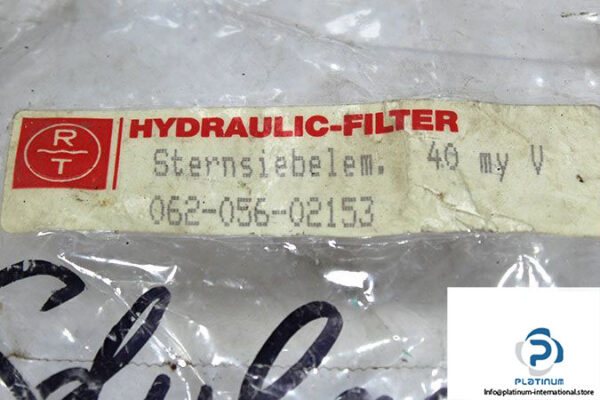 R
T
HYDRAULIC-FILTER
Sternsiebelem. 40 my V
062-056-02153
PLATINUM
Info@platinum-international.store